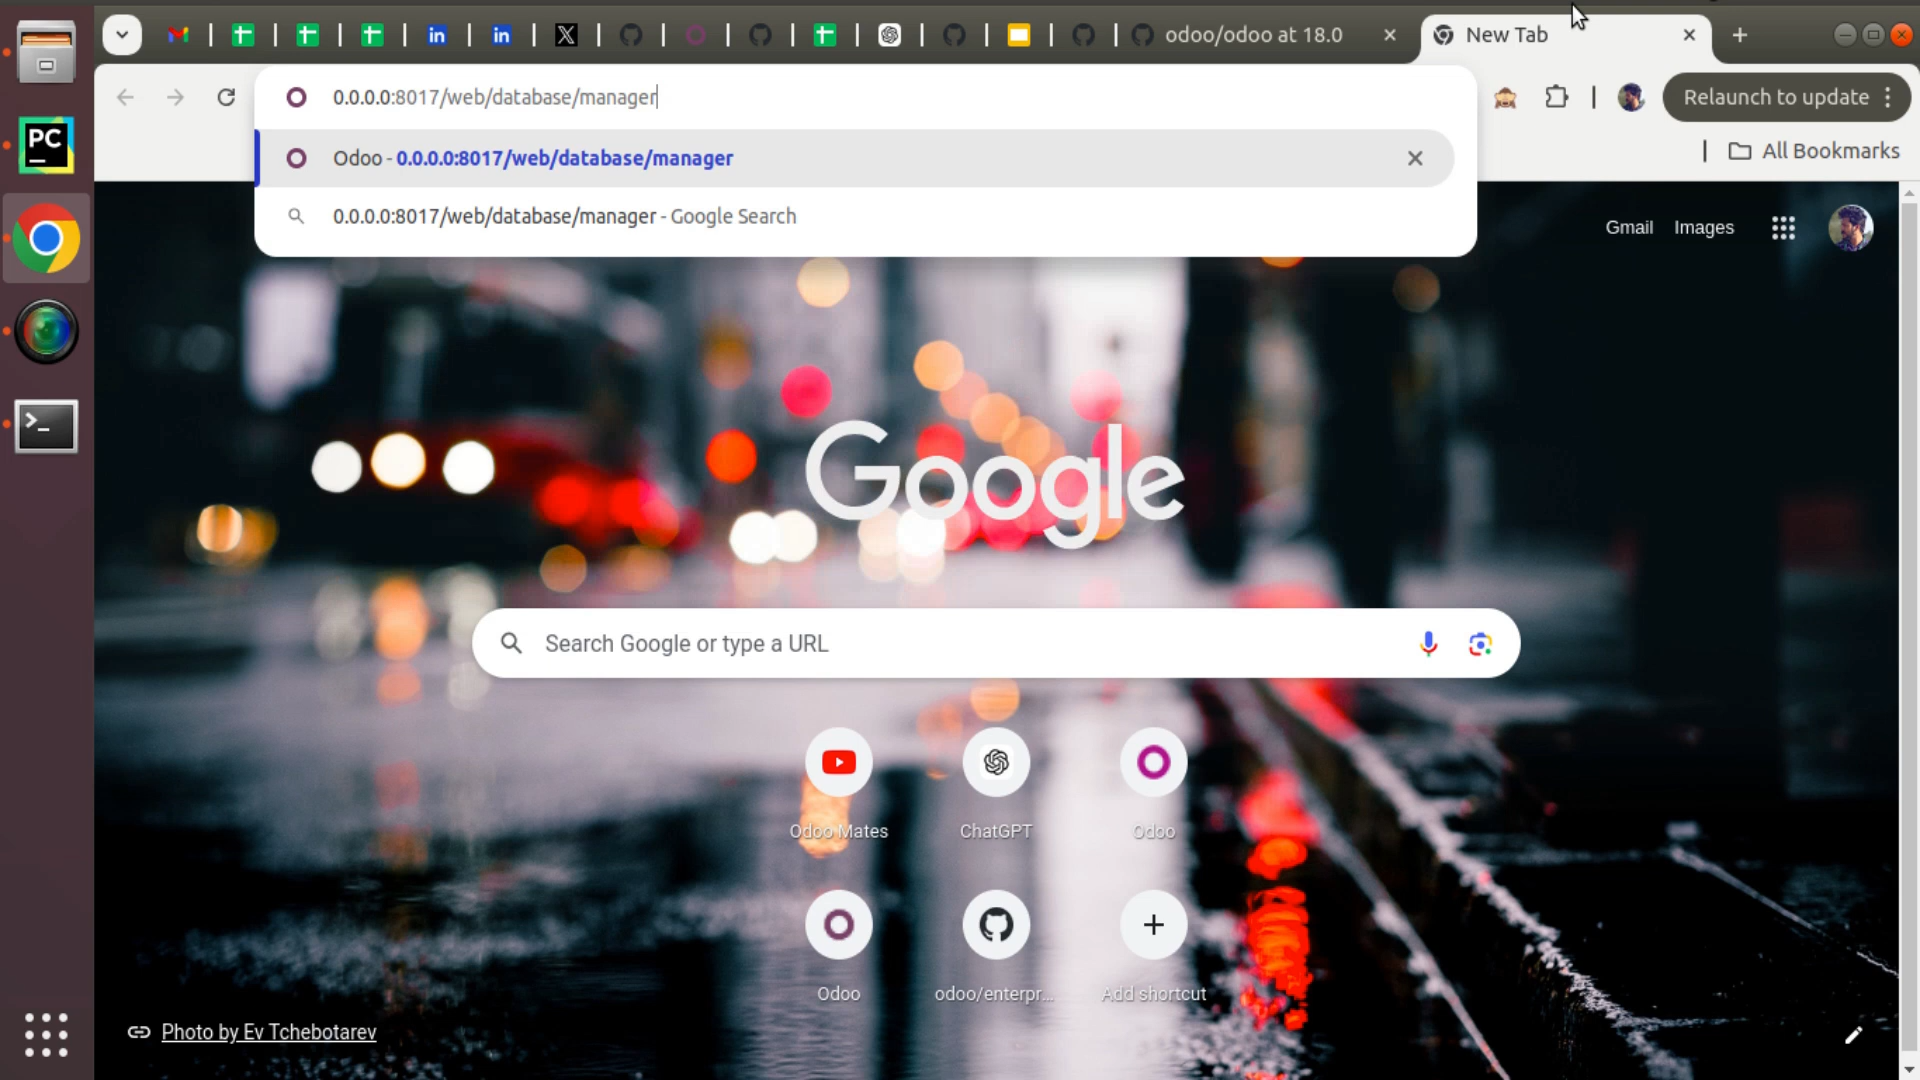 odoo/odoo at 18.0
New Tab
0.0.0.0:8017/web/database/manager
Relaunch to update
Odoo - 0.0.0.0:8017/web/database/manager
All Bookmarks
0.0.0.0:8017/web/database/manager - Google Search
Gmail Images
PC
Google
Search Google or type a URL
Odoo Mates
ChatGPT
Odoo
Odoo
odoo/enterpr...
Add shortcut
Photo by Ev Tchebotarev